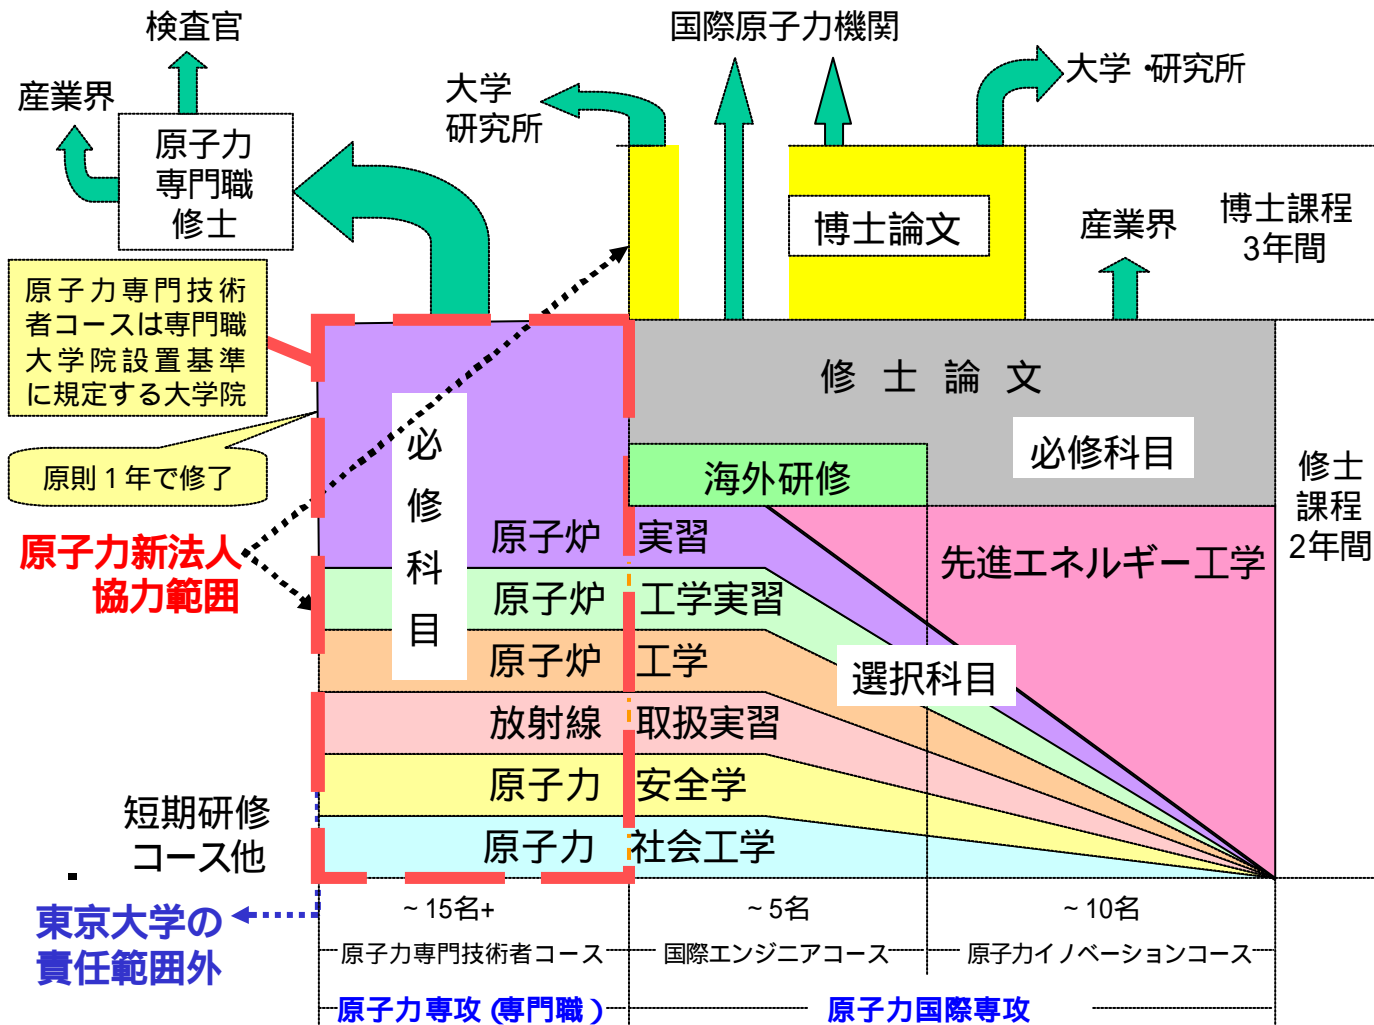 検査官
国際原子力機関
産業界
大学
研究所
大学・研究所
原子力
専門職
修士
博士論文
産業界
博士課程
3年間
原子力専門技術
者コースは専門職
大学院設置基準
に規定する大学院
原則1年で修了
原子力新法人
協力範囲
必
修
科
目
修士論文
必修科目
海外研修
修士
課程
2年間
原子炉 実習
先進エネルギー工学
原子炉 工学実習
原子炉 工学
選択科目
放射線 取扱実習
原子力 安全学
原子力 社会工学
短期研修
コース他
東京大学の
責任範囲外
~15名+
~5名
~10名
原子力専門技術者コース
国際エンジニアコース
原子力イノベーションコース
原子力専攻(専門職)
原子力国際専攻